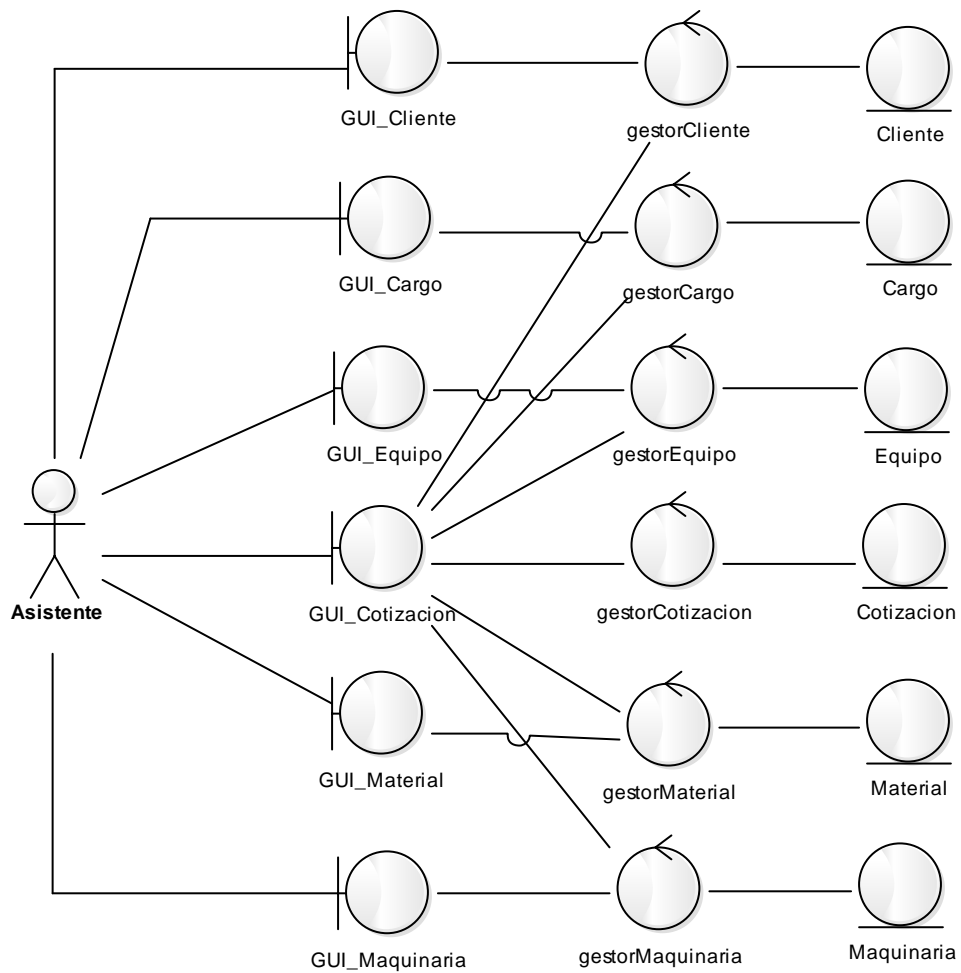 GUI_Cliente
gestorCliente
Cliente
GUI_Cargo
gestorCargo
Cargo
GUI_Equipo
gestorEquipo
Equipo
Asistente
GUI_Cotizacion
gestorCotizacion
Cotizacion
GUI_Material
gestorMaterial
Material
GUI_Maquinaria
gestorMaquinaria
Maquinaria